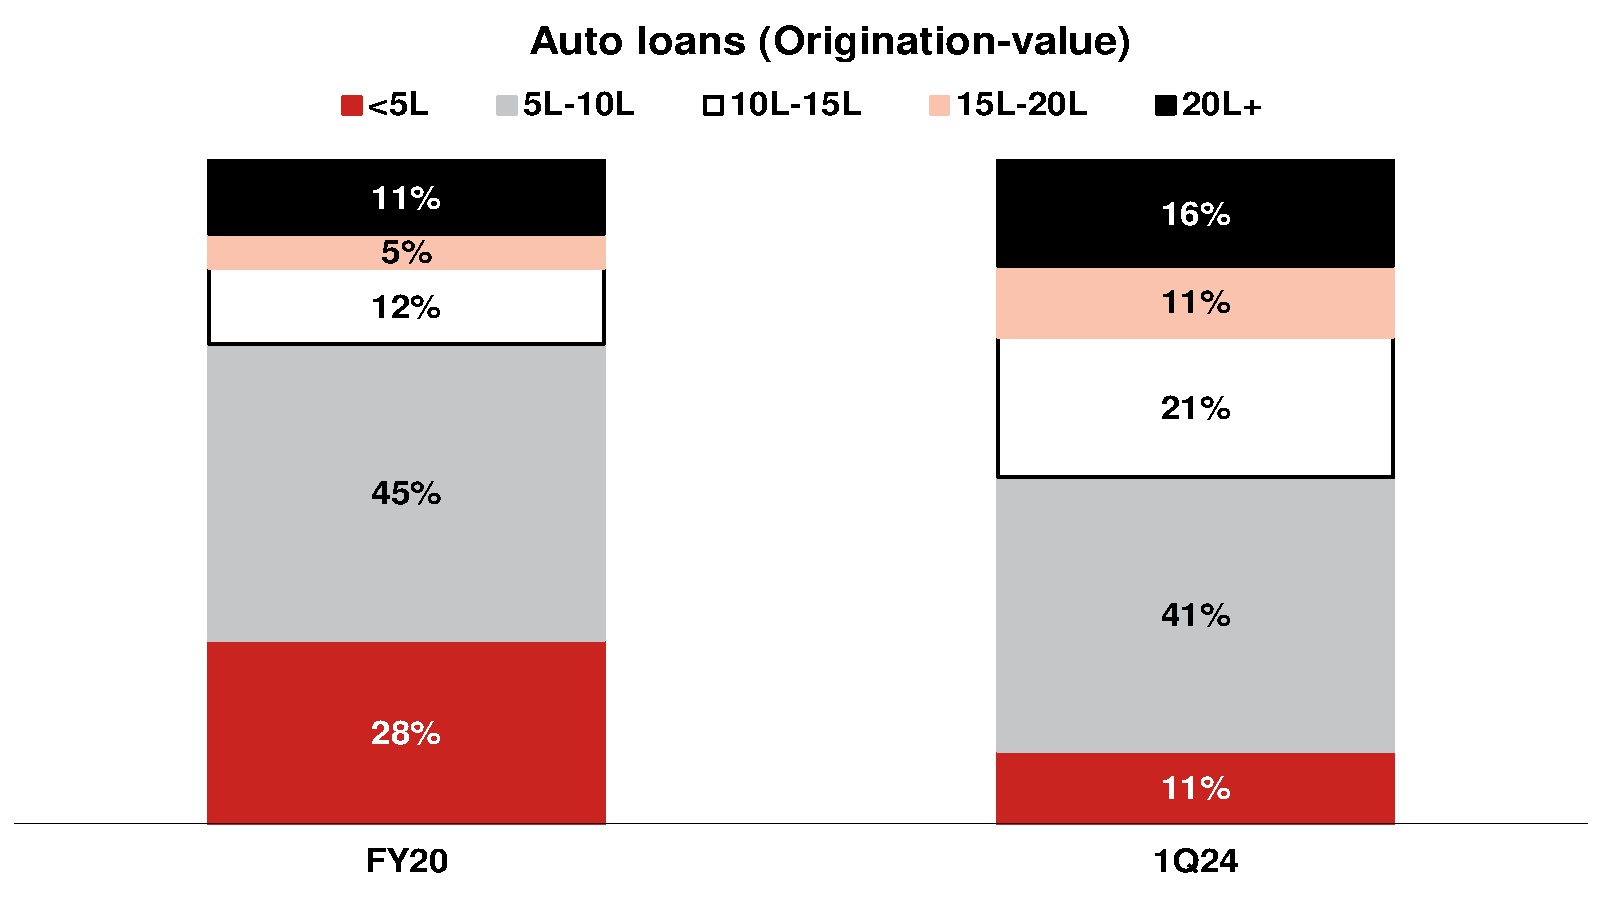 Auto loans (Origination-value)
<5L 5L-10L 10L-15L 15L-20L 20L+
11% 16%
5% 11%
12% 21%
45% 41%
28% 11%
FY20 1Q24